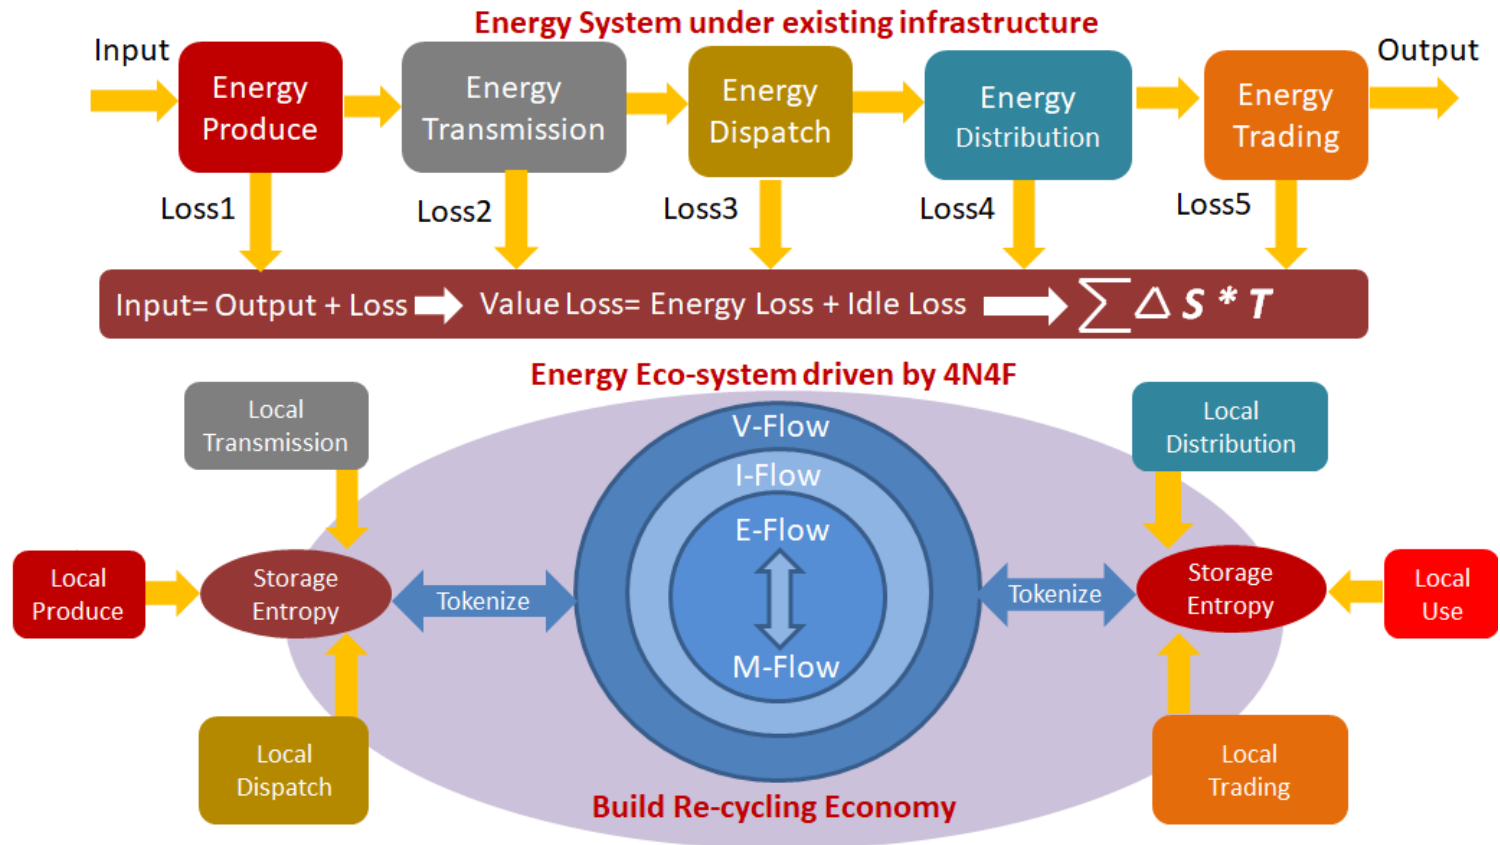 Energy System under existing infrastructure
Input
Energy
Produce
Energy
Transmission
Energy
Dispatch
Energy
Distribution
Energy
Trading
Output
Loss1
Loss2
Loss3
Loss4
Loss5
Input= Output + Loss
Value Loss= Energy Loss + Idle Loss
∑ △ S * T
Energy Eco-system driven by 4N4F
Local
Transmission
Local
Produce
Storage
Entropy
Local
Dispatch
Tokenize
V-Flow
I-Flow
E-Flow
M-Flow
Tokenize
Local
Distribution
Storage
Entropy
Local
Use
Local
Trading
Build Re-cycling Economy